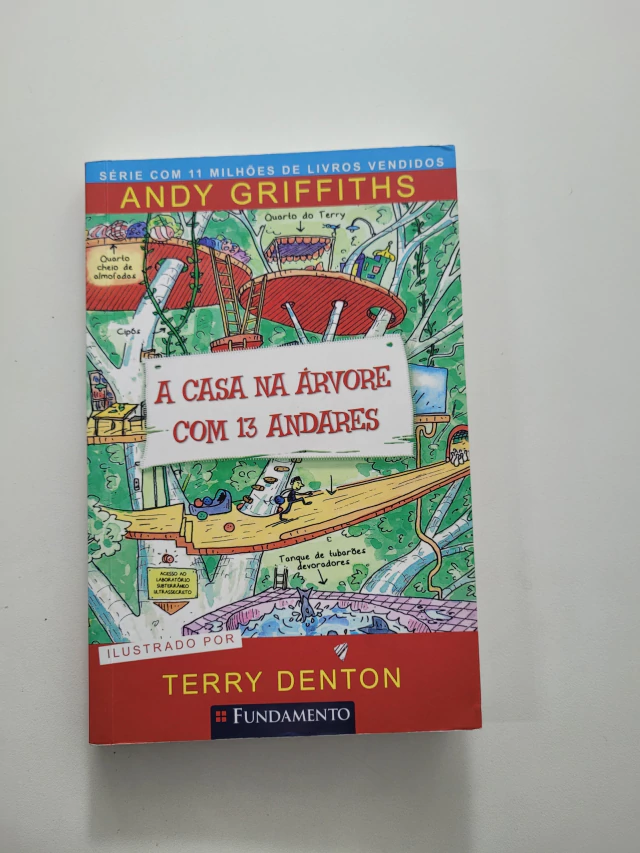 SÉRIE COM 11 MILHÕES DE LIVROS VENDIDOS
ANDY GRIFFITHS
Quarto do Terry
Quarto
cheio de
almofadas
Cipós
A CASA NA ÁRVORE
COM 13 ANDARES
Tanque de tubarões
devoradores
ACESSO AO
LABORATÓRIO
SUBTERRÂNEO
ULTRASSECRETO
ILUSTRADO POR
TERRY DENTON
FUNDAMENTO